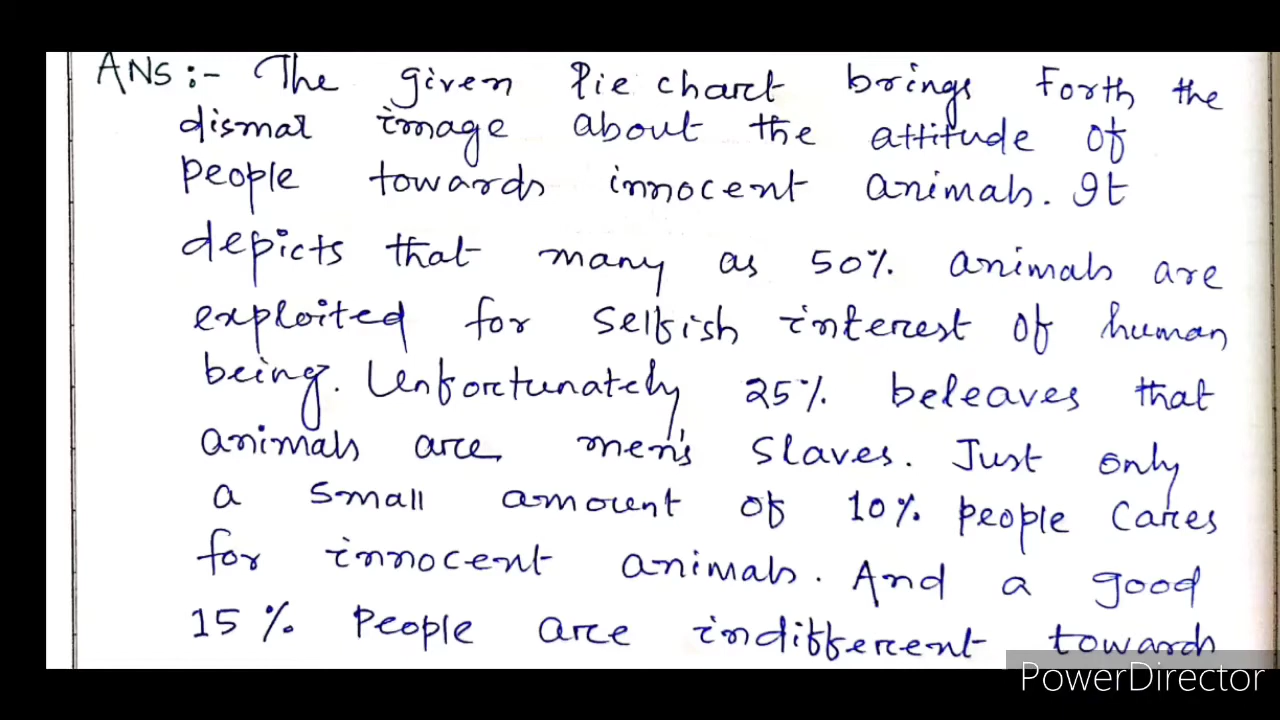 ANS :- The given Pie chart brings forth the
dismal image about the attitude of
people towards innocent animals. It
depicts that many as 50% animals are
exploited for selfish interest of human
being. Unfortunately 25% beleaves that
animals are men's slaves. Just only
a small amount of 10% people cares
for innocent animals. And a good
15% people are indifferent towards
PowerDirector